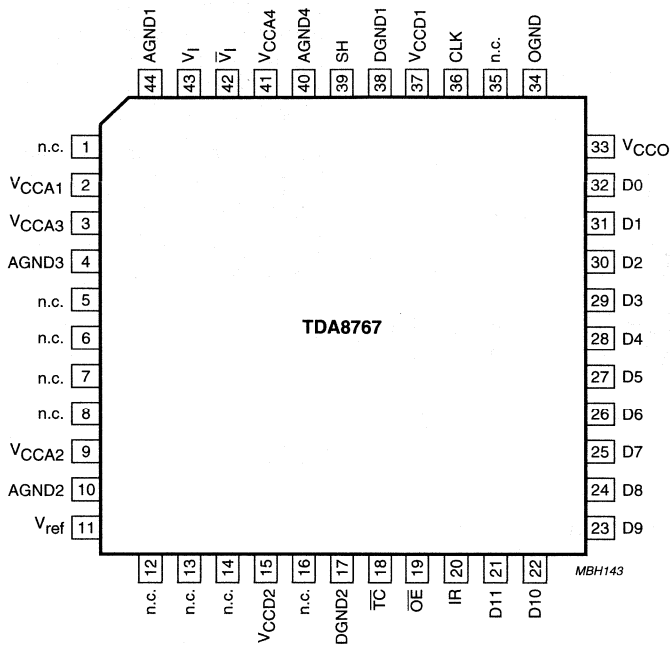 AGND1 VI V̅I VCCA4 AGND4 SH DGND1 VCCD1 CLK n.c. OGND
44 43 42 41 40 39 38 37 36 35 34
n.c. 1
VCCA1 2
VCCA3 3
AGND3 4
n.c. 5
n.c. 6
n.c. 7
n.c. 8
VCCA2 9
AGND2 10
Vref 11
TDA8767
33 VCCO
32 D0
31 D1
30 D2
29 D3
28 D4
27 D5
26 D6
25 D7
24 D8
23 D9
12 13 14 15 16 17 18 19 20 21 22
n.c. n.c. n.c. VCCD2 n.c. DGND2 T̅C̅ O̅E̅ IR D11 D10
MBH143